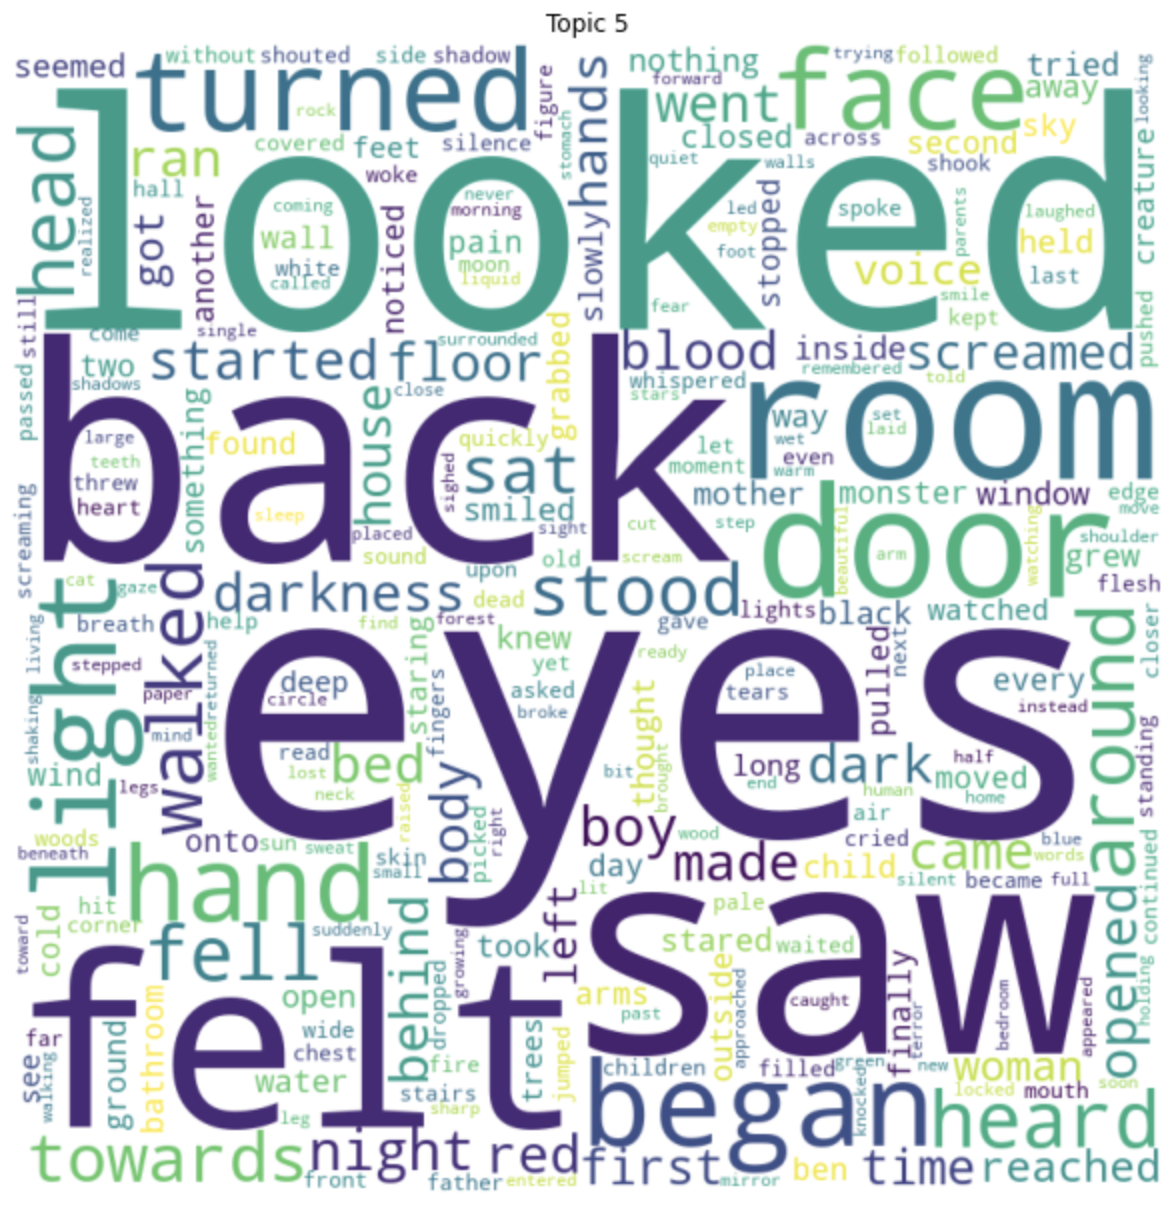 Topic 5
seemed
without shouted side shadow
turned
nothing
forward
face
trying followed
tried
away
looking
rock
figure
stomach
hands
went
closed
across
second
sky
head
looked
ran
covered
feet
silence
quiet
walls
shook
creature
hall
woke
realized
got
another
coming
wall
white
called
noticed
never
morning
pain
moon
liquid
slowly
led
empty
foot
stopped
spoke
voice
parents
laughed
held
last
smile
kept
fear
pushed
still
come
single
surrounded
passed
two
shadows
started
floor
close
grabbed
blood
whispered
stars
inside
remembered
screamed
told
back
room
large
teeth
threw
heart
something
found
sleep
house
placed
quickly
sat
sighed
smiled
sight
sound
old
way
wet
even
warm
set
laid
let
moment
mother
monster
window
edge
move
screaming
cut
step
scream
door
beautiful
arm
watching
shoulder
grew
flesh
cat
gaze
darkness
upon
dead
stood
lights
black
watched
light
breath
help
find
forest
knew
gave
ready
next
closer
living
stepped
walked
paper
mind
returned
wanted
eyes
deep
circle
staring
yet
asked
broke
place
tears
pulled
every
instead
around
shaking
wind
legs
read
lost
neck
bed
raised
fingers
body
bit
thought
brought
long
end
dark
half
moved
home
human
air
standing
woods
beneath
onto
sun
sweat
skin
small
picked
right
boy
wood
cried
blue
words
hand
day
made
child
came
silent
became
full
continued
hit
corner
cold
toward
suddenly
lit
pale
saw
opened
fell
behind
growing
took
left
stared
waited
felt
open
wide
chest
dropped
arms
past
outside
approached
caught
finally
terror
bedroom
appeared
holding
far
see
walking
ground
bathroom
water
fire
stairs
sharp
trees
jumped
children
filled
green
new
woman
locked
mouth
soon
leg
began
knocked
heard
towards
night
red
first
mirror
ben
time
reached
front
father
entered